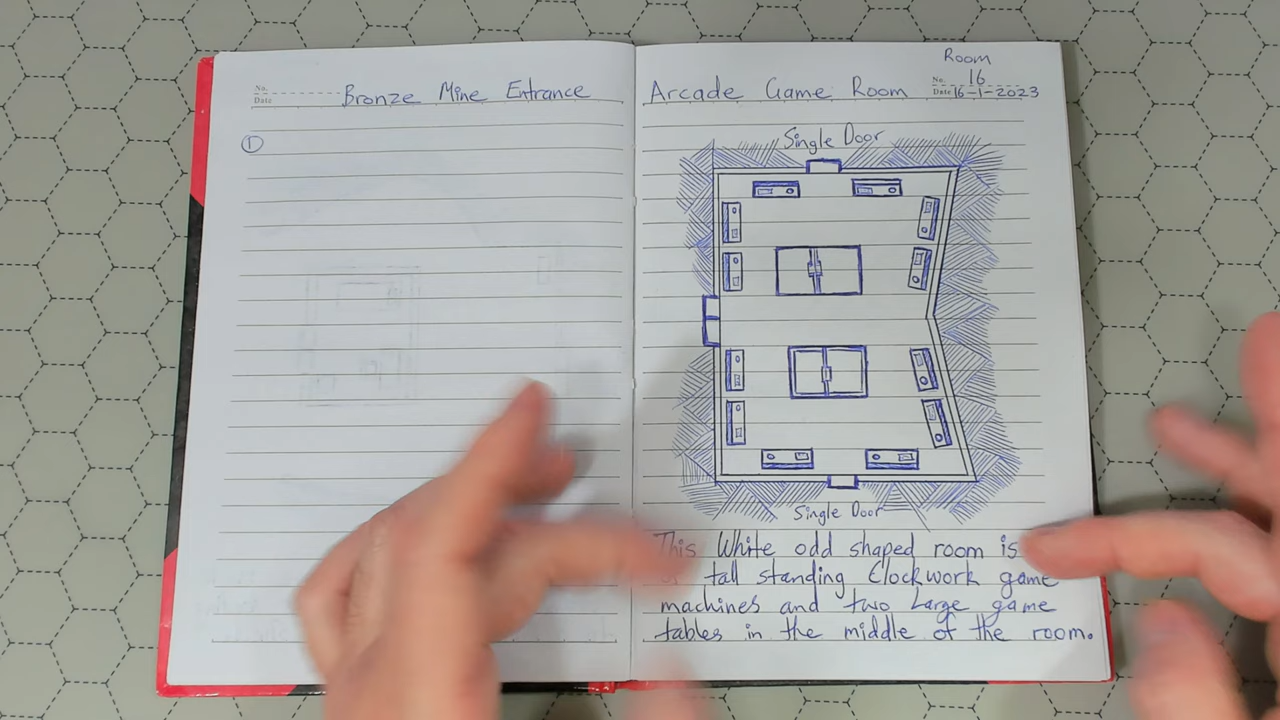 No.
Date
Bronze Mine Entrance
①
Room
Arcade Game Room
No. 16
Date 16-1-2023
Single Door
Single Door
This White odd shaped room is
tall standing Clockwork game
machines and two Large game
tables in the middle of the room.